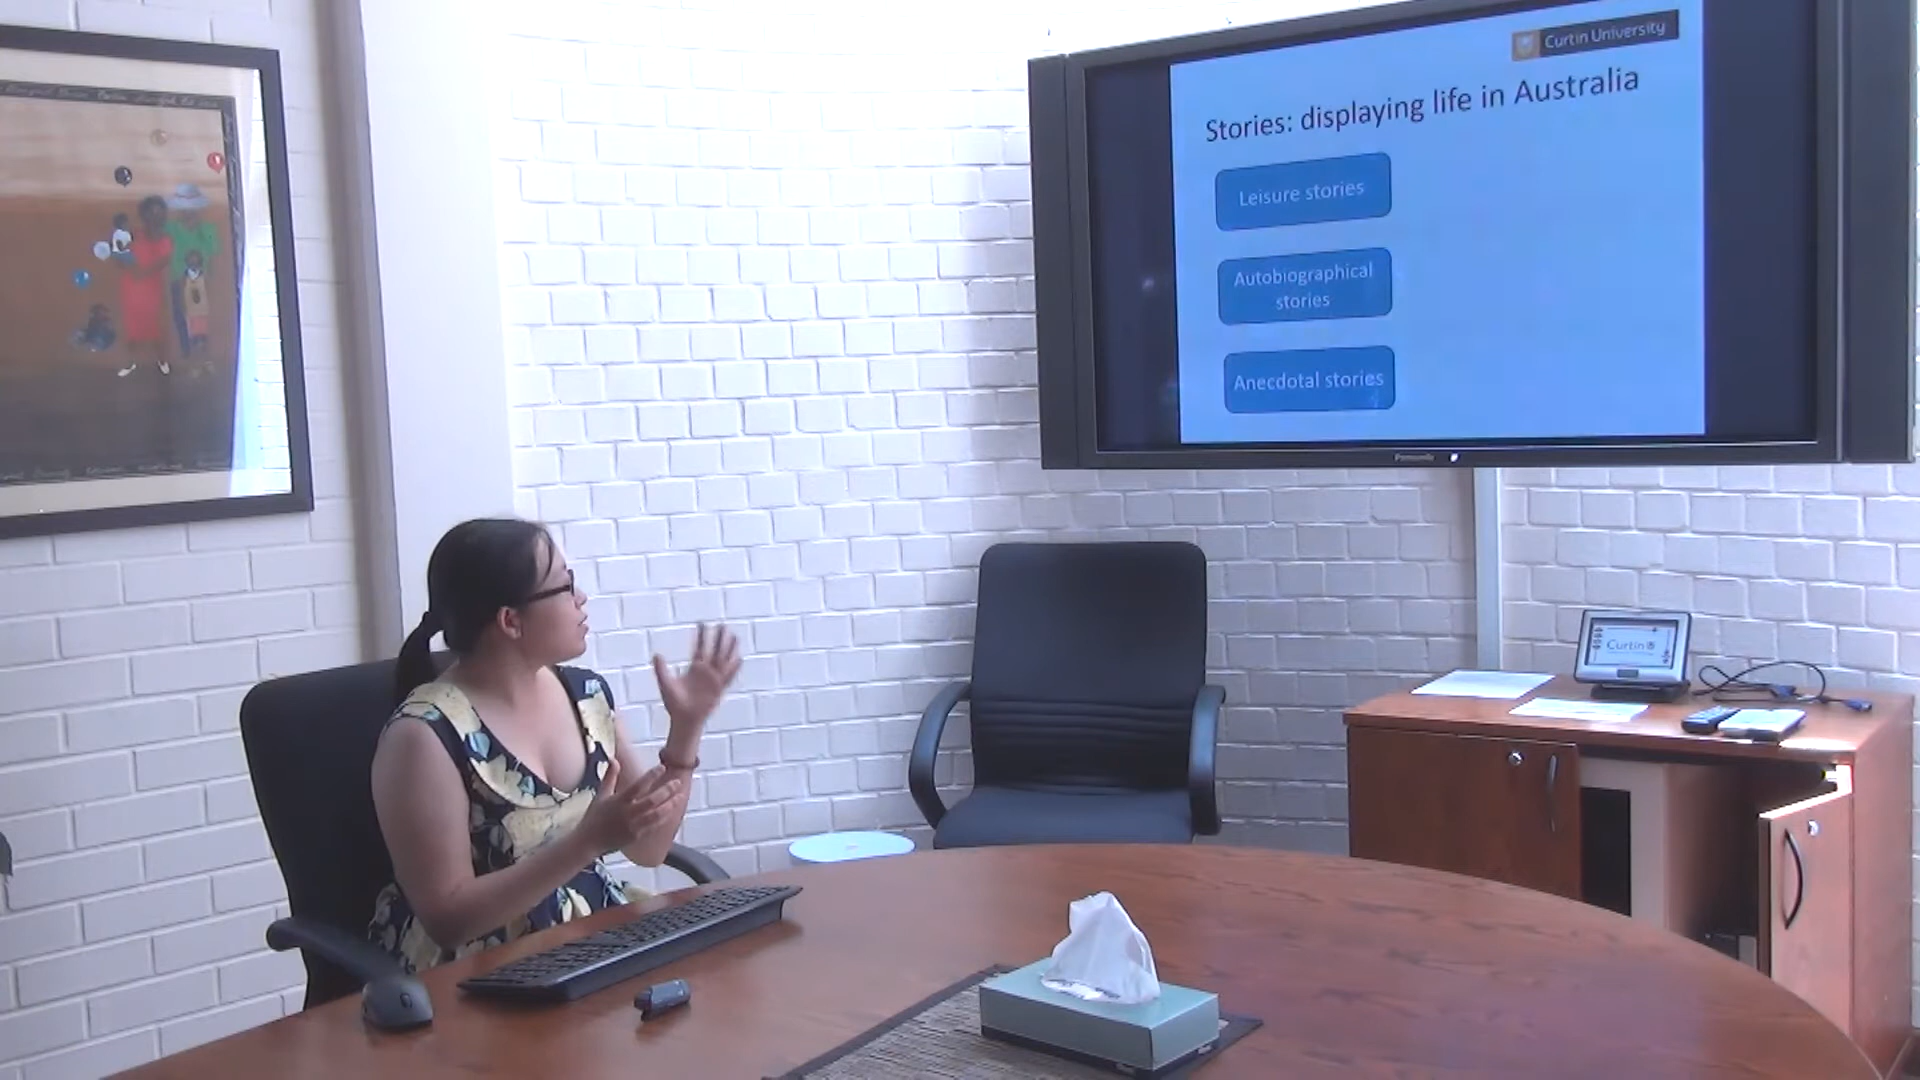 Curtin University
Stories: displaying life in Australia
Leisure stories
Autobiographical
stories
Anecdotal stories
Panasonic
Curtin